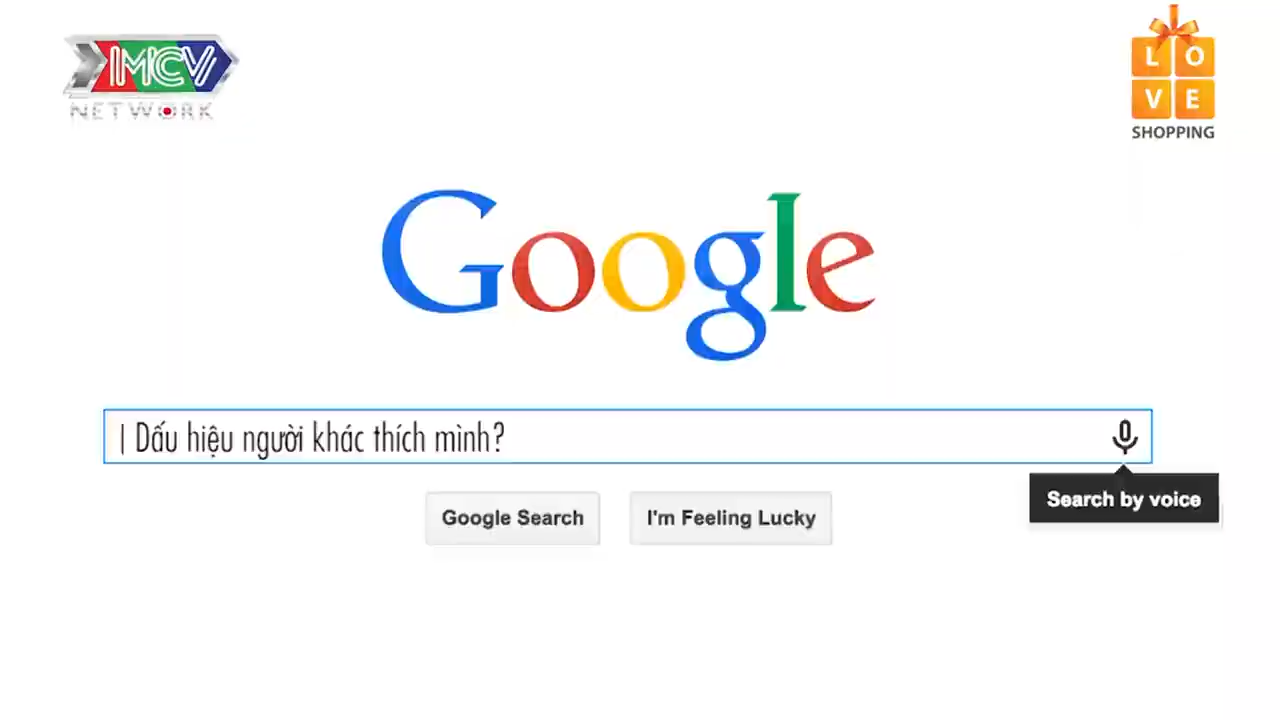 MCV
NETWORK
L O
V E
SHOPPING
Google
Dấu hiệu người khác thích mình?
Search by voice
Google Search
I'm Feeling Lucky